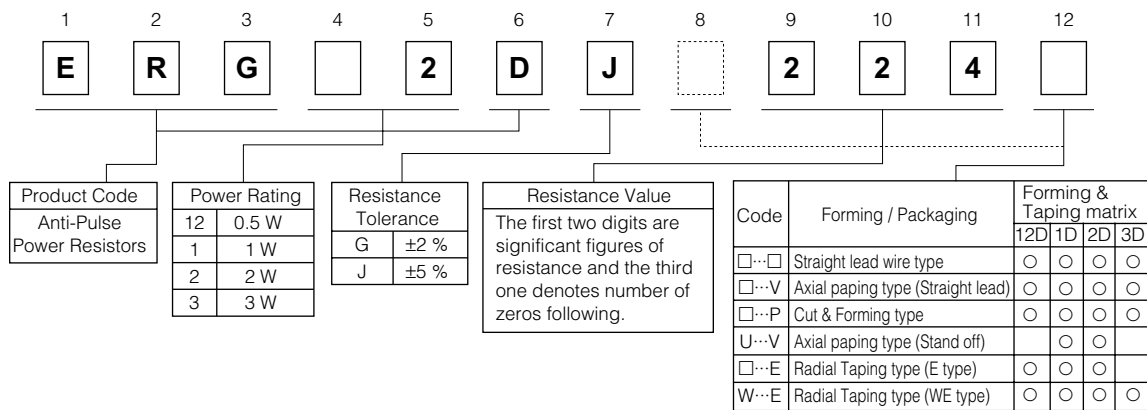 1 2 3 4 5 6 7 8 9 10 11 12
E R G 2 D J 2 2 4
Product Code
Anti-Pulse
Power Resistors
Power Rating
12 0.5 W
1 1 W
2 2 W
3 3 W
Resistance
Tolerance
G ±2 %
J ±5 %
Resistance Value
The first two digits are
significant figures of
resistance and the third
one denotes number of
zeros following.
Code Forming / Packaging Forming &
Taping matrix
12D 1D 2D 3D
□···□ Straight lead wire type ○ ○ ○ ○
□···V Axial paping type (Straight lead) ○ ○ ○ ○
□···P Cut & Forming type ○ ○ ○ ○
U···V Axial paping type (Stand off) ○ ○
□···E Radial Taping type (E type) ○ ○ ○
W···E Radial Taping type (WE type) ○ ○ ○ ○